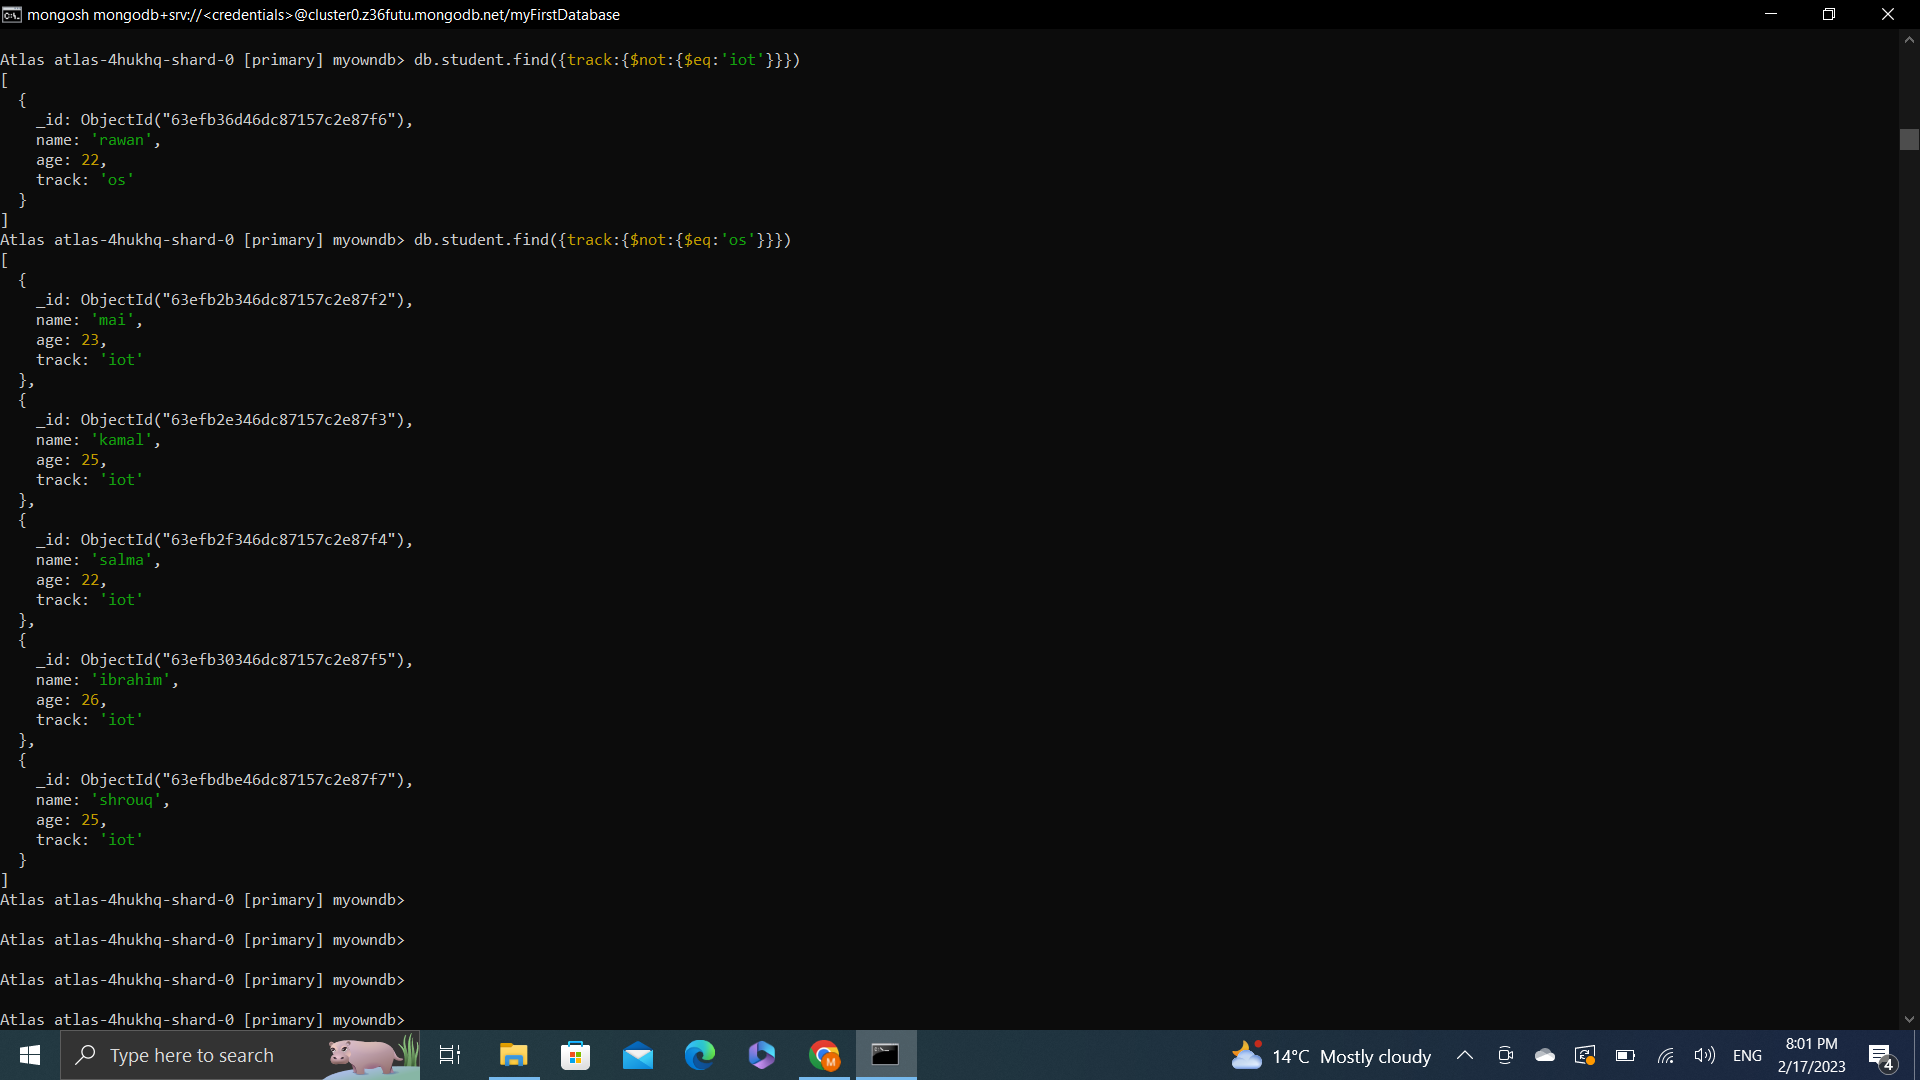 mongosh mongodb+srv://<credentials>@cluster0.z36futu.mongodb.net/myFirstDatabase
Atlas atlas-4hukhq-shard-0 [primary] myowndb> db.student.find({track:{$not:{$eq:'iot'}}})
[
  {
    _id: ObjectId("63efb36d46dc87157c2e87f6"),
    name: 'rawan',
    age: 22,
    track: 'os'
  }
]
Atlas atlas-4hukhq-shard-0 [primary] myowndb> db.student.find({track:{$not:{$eq:'os'}}})
[
  {
    _id: ObjectId("63efb2b346dc87157c2e87f2"),
    name: 'mai',
    age: 23,
    track: 'iot'
  },
  {
    _id: ObjectId("63efb2e346dc87157c2e87f3"),
    name: 'kamal',
    age: 25,
    track: 'iot'
  },
  {
    _id: ObjectId("63efb2f346dc87157c2e87f4"),
    name: 'salma',
    age: 22,
    track: 'iot'
  },
  {
    _id: ObjectId("63efb30346dc87157c2e87f5"),
    name: 'ibrahim',
    age: 26,
    track: 'iot'
  },
  {
    _id: ObjectId("63efbdbe46dc87157c2e87f7"),
    name: 'shrouq',
    age: 25,
    track: 'iot'
  }
]
Atlas atlas-4hukhq-shard-0 [primary] myowndb>
Atlas atlas-4hukhq-shard-0 [primary] myowndb>
Atlas atlas-4hukhq-shard-0 [primary] myowndb>
Atlas atlas-4hukhq-shard-0 [primary] myowndb>
Type here to search
M
14°C Mostly cloudy
ENG
8:01 PM
2/17/2023
4